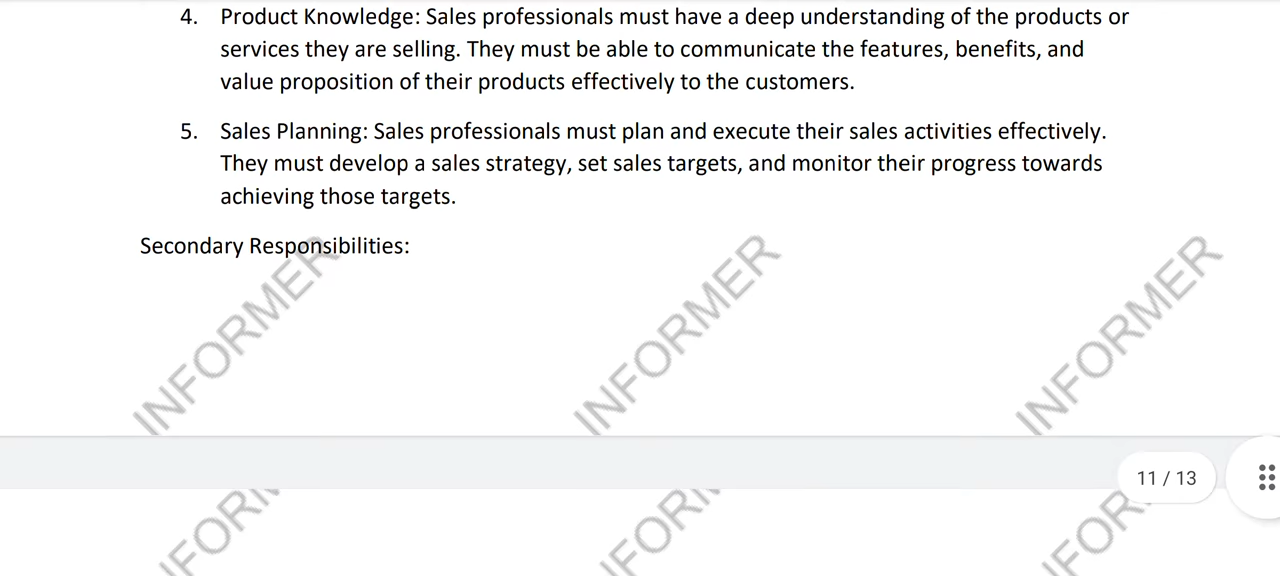 4. Product Knowledge: Sales professionals must have a deep understanding of the products or
services they are selling. They must be able to communicate the features, benefits, and
value proposition of their products effectively to the customers.
5. Sales Planning: Sales professionals must plan and execute their sales activities effectively.
They must develop a sales strategy, set sales targets, and monitor their progress towards
achieving those targets.
Secondary Responsibilities:
INFORMER INFORMER INFORMER
11 / 13